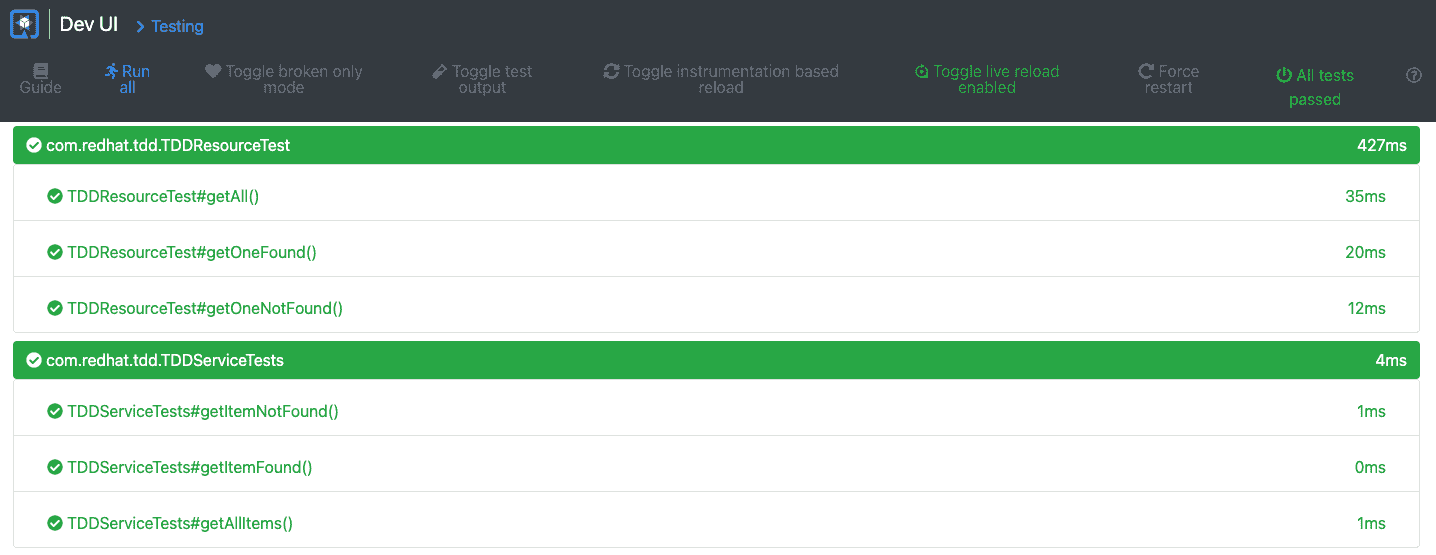 Dev UI > Testing
Guide
Run all
Toggle broken only mode
Toggle test output
Toggle instrumentation based reload
Toggle live reload enabled
Force restart
All tests passed
com.redhat.tdd.TDDResourceTest 427ms
TDDResourceTest#getAll() 35ms
TDDResourceTest#getOneFound() 20ms
TDDResourceTest#getOneNotFound() 12ms
com.redhat.tdd.TDDServiceTests 4ms
TDDServiceTests#getItemNotFound() 1ms
TDDServiceTests#getItemFound() 0ms
TDDServiceTests#getAllItems() 1ms